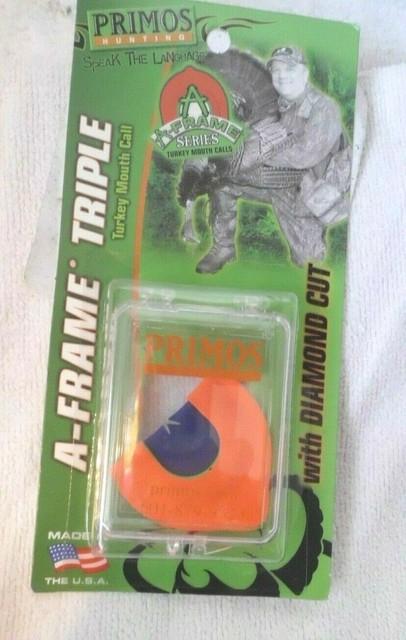 PRIMOS
HUNTING
SPEAK THE LANGUAGE
A
A-FRAME
SERIES
TURKEY MOUTH CALLS
A-FRAME® TRIPLE
Turkey Mouth Call
with DIAMOND CUT
PRIMOS
primos
MADE
THE U.S.A.